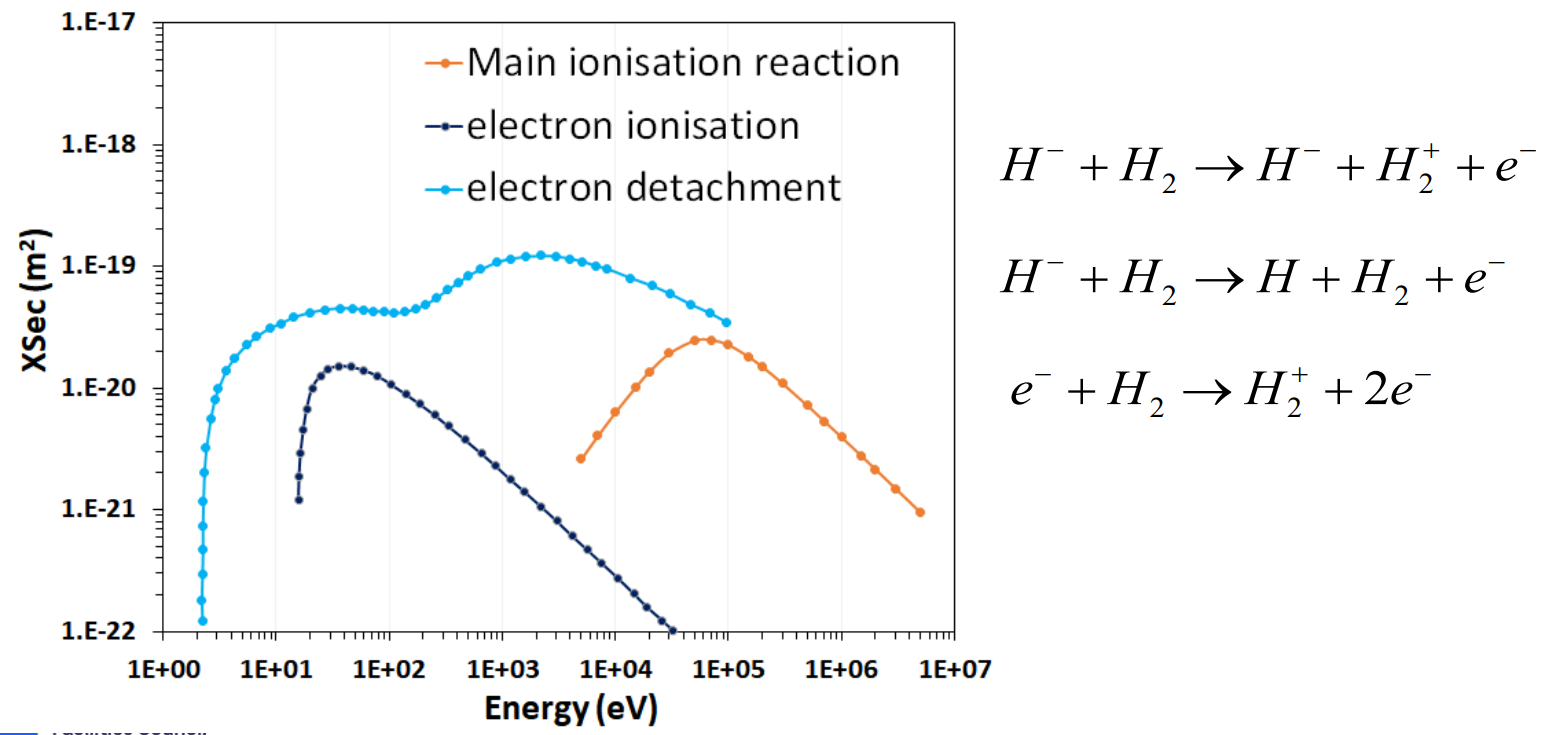 1.E-17
1.E-18
1.E-19
1.E-20
1.E-21
1.E-22
XSec (m²)
Main ionisation reaction
electron ionisation
electron detachment
1E+00 1E+01 1E+02 1E+03 1E+04 1E+05 1E+06 1E+07
Energy (eV)
H⁻ + H₂ → H⁻ + H₂⁺ + e⁻
H⁻ + H₂ → H + H₂ + e⁻
e⁻ + H₂ → H₂⁺ + 2e⁻